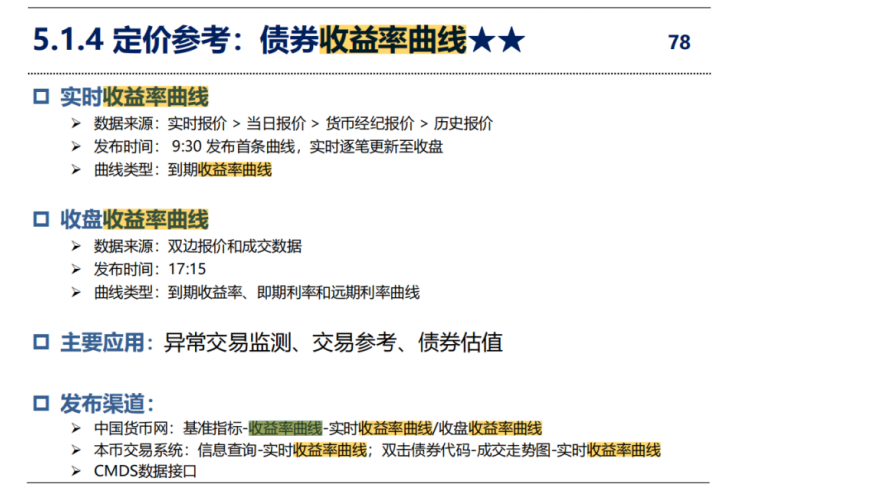 5.1.4 定价参考：债券收益率曲线★★
78
实时收益率曲线
数据来源：实时报价 > 当日报价 > 货币经纪报价 > 历史报价
发布时间： 9:30 发布首条曲线，实时逐笔更新至收盘
曲线类型：到期收益率曲线
收盘收益率曲线
数据来源：双边报价和成交数据
发布时间：17:15
曲线类型：到期收益率、即期利率和远期利率曲线
主要应用：异常交易监测、交易参考、债券估值
发布渠道：
中国货币网：基准指标-收益率曲线-实时收益率曲线/收盘收益率曲线
本币交易系统：信息查询-实时收益率曲线；双击债券代码-成交走势图-实时收益率曲线
CMDS数据接口